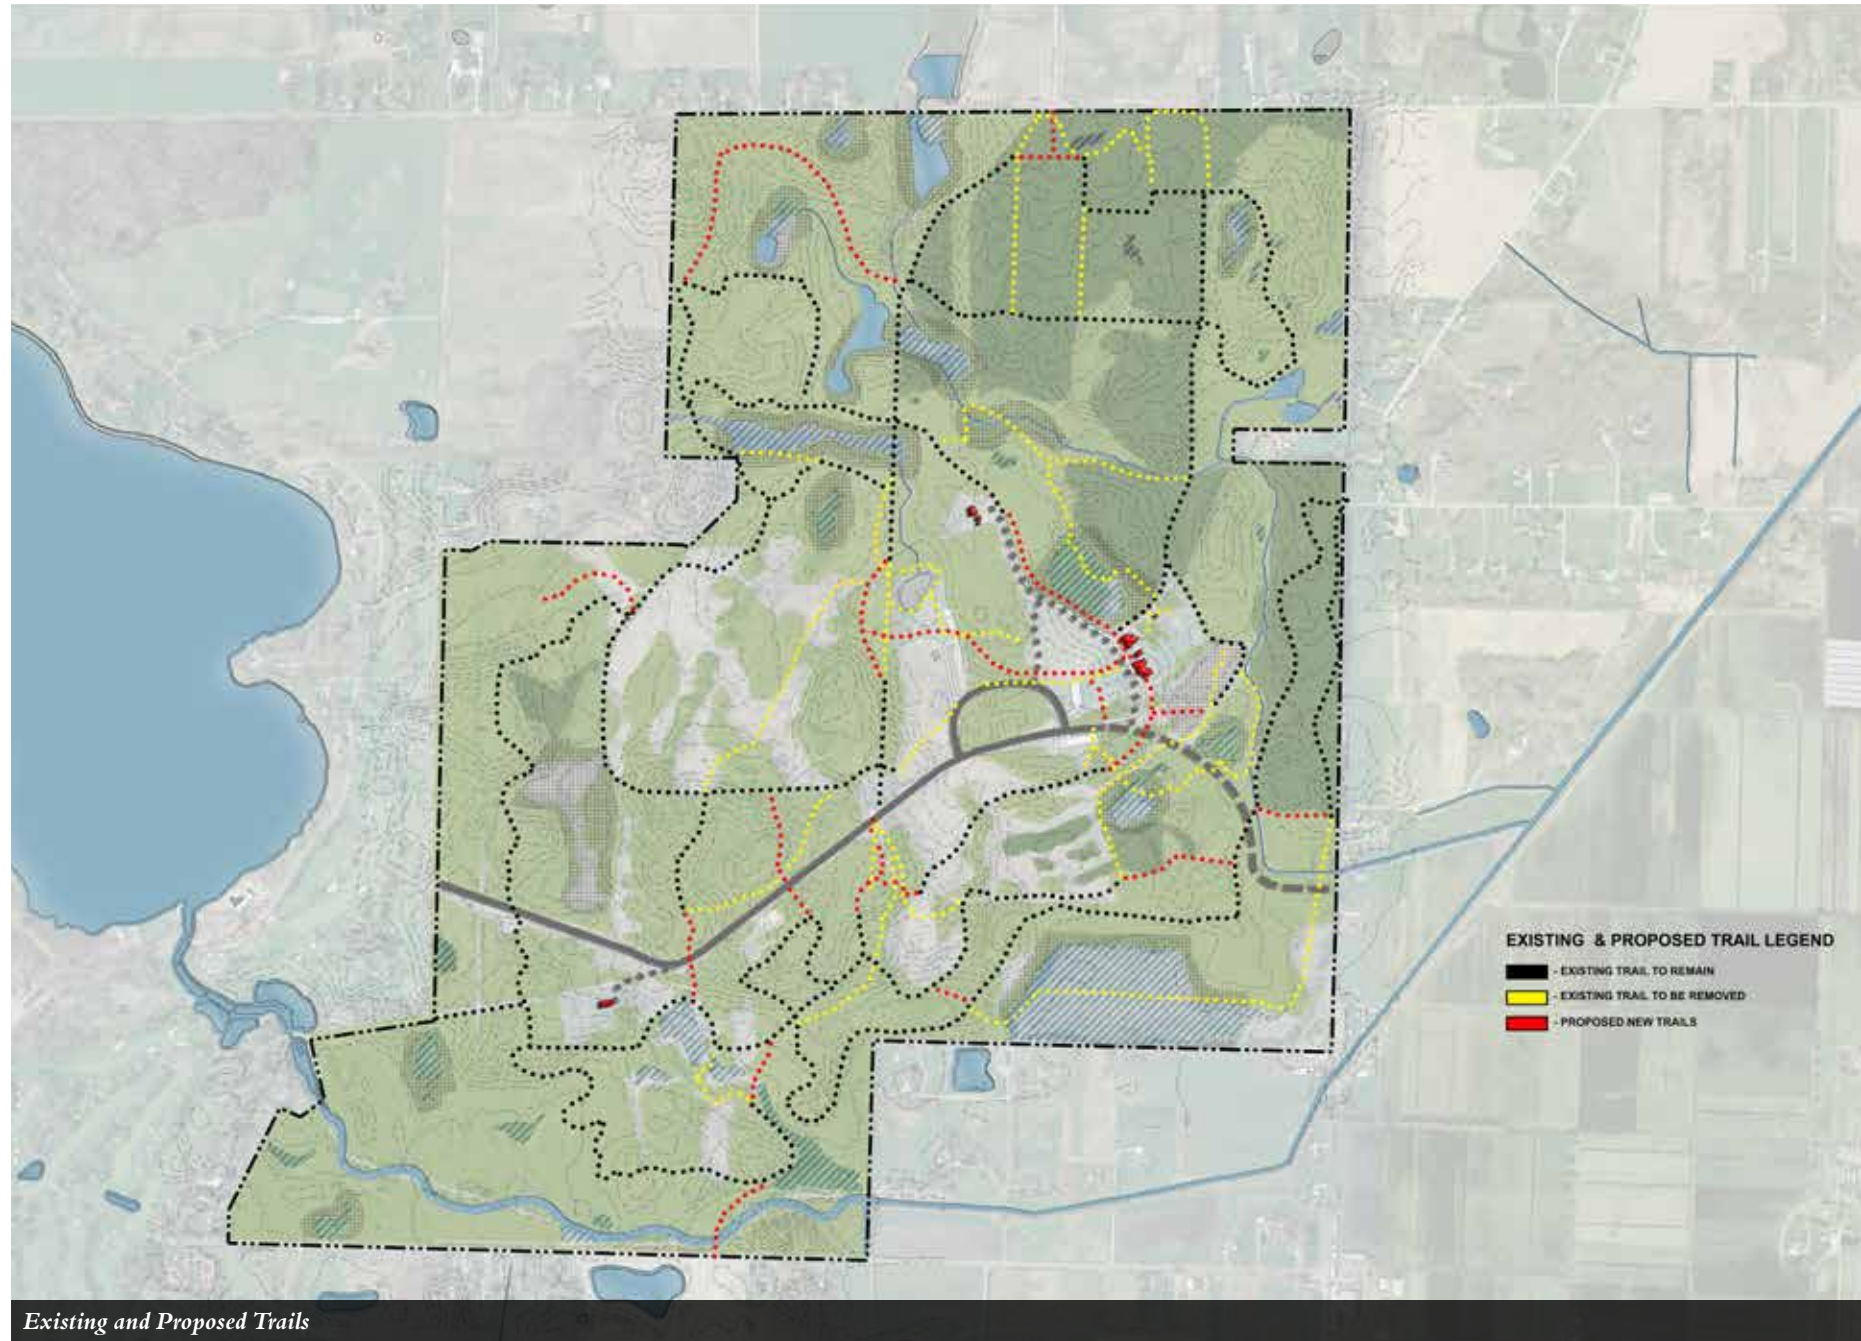 EXISTING & PROPOSED TRAIL LEGEND
- EXISTING TRAIL TO REMAIN
- EXISTING TRAIL TO BE REMOVED
- PROPOSED NEW TRAILS
Existing and Proposed Trails